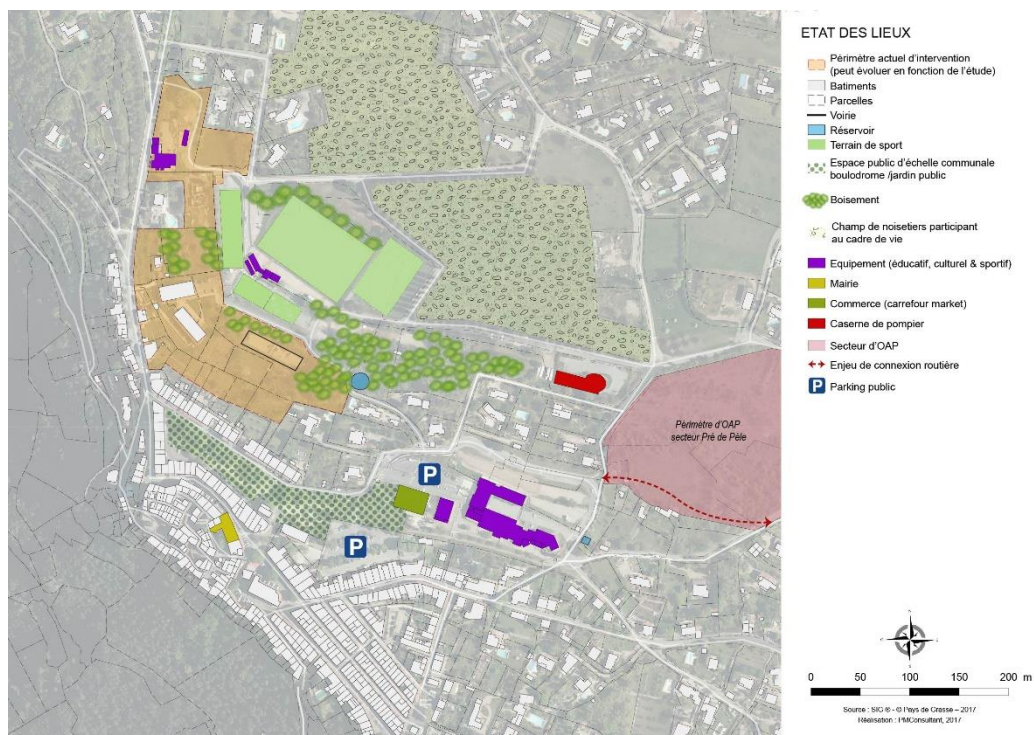 ETAT DES LIEUX
Périmètre actuel d'intervention
(peut évoluer en fonction de l'étude)
Batiments
Parcelles
Voirie
Réservoir
Terrain de sport
Espace public d'échelle communale
boulodrome /jardin public
Boisement
Champ de noisetiers participant
au cadre de vie
Equipement (éducatif, culturel & sportif)
Mairie
Commerce (carrefour market)
Caserne de pompier
Secteur d'OAP
Enjeu de connexion routière
P Parking public
Périmètre d'OAP
secteur Pré de Pèle
P
P
0 50 100 150 200 m
Source : SIG ® - © Pays de Grasse – 2017
Réalisation : PMConsultant, 2017